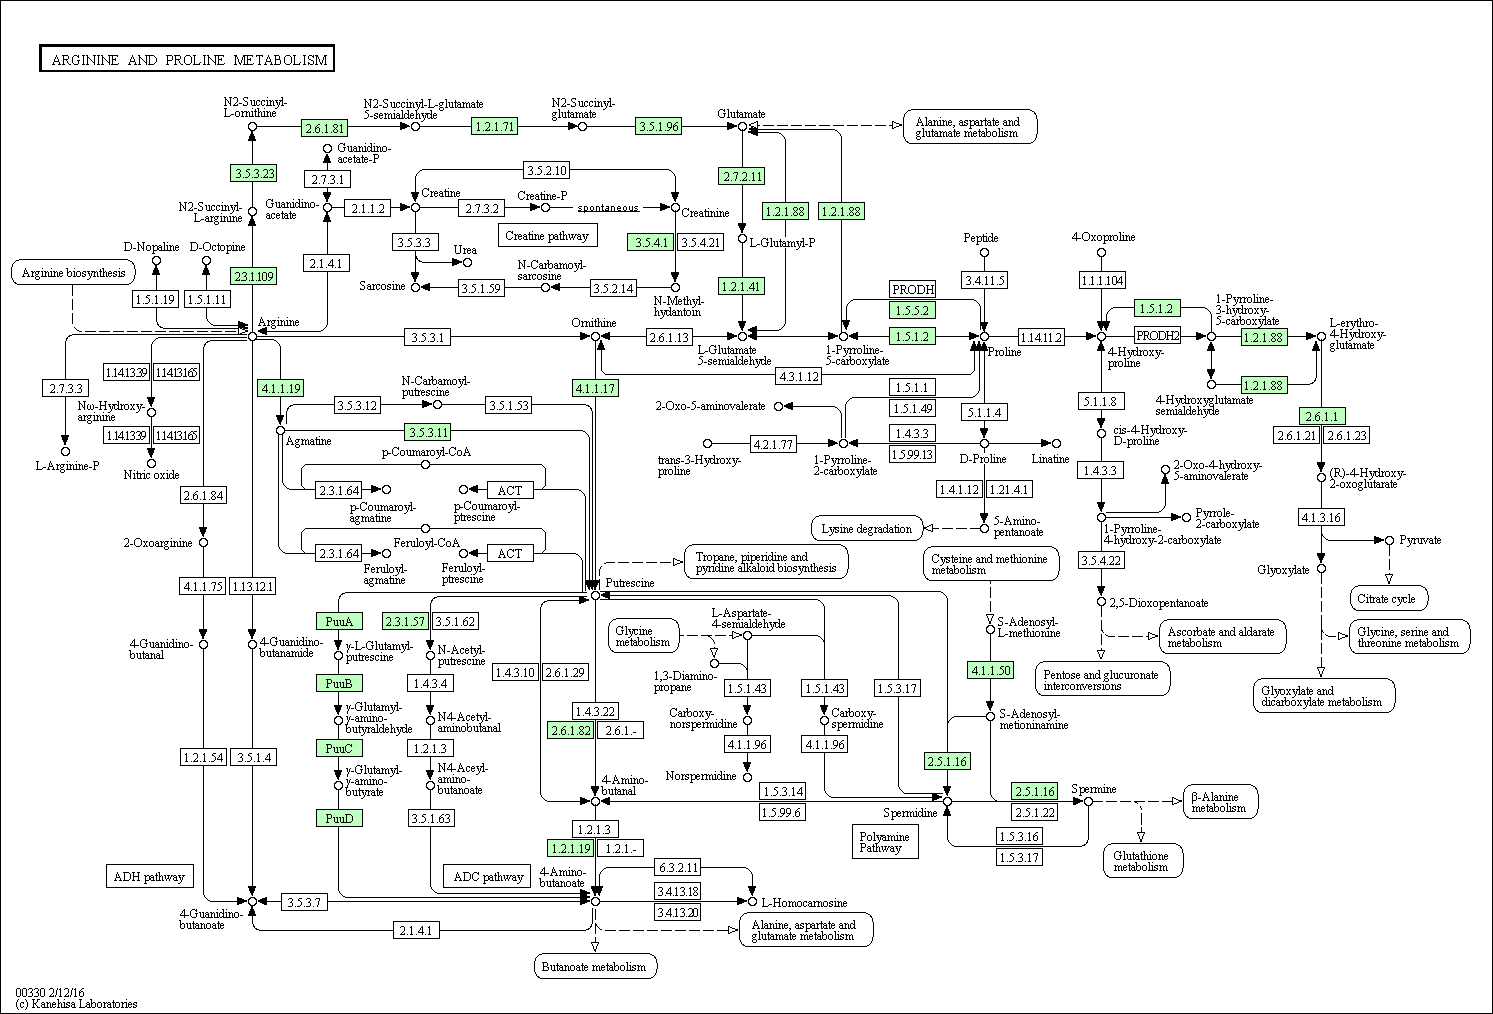 ARGININE AND PROLINE METABOLISM
N2-Succinyl-
L-ornithine
2.6.1.81
N2-Succinyl-L-glutamate
5-semialdehyde
1.2.1.71
N2-Succinyl-
glutamate
3.5.1.96
Glutamate
Alanine, aspartate and
glutamate metabolism
Guanidino-
acetate-P
3.5.3.23
2.7.3.1
3.5.2.10
2.7.2.11
N2-Succinyl-
L-arginine
Guanidino-
acetate
2.1.1.2
Creatine
2.7.3.2
Creatine-P
spontaneous
Creatinine
1.2.1.88
1.2.1.88
D-Nopaline
D-Octopine
3.5.3.3
Urea
Creatine pathway
3.5.4.1
3.5.4.21
L-Glutamyl-P
Peptide
4-Oxoproline
Arginine biosynthesis
2.3.1.109
2.1.4.1
N-Carbamoyl-
sarcosine
1.5.1.19
1.5.1.11
Sarcosine
3.5.1.59
3.5.2.14
N-Methyl-
hydantoin
1.2.1.41
PRODH
1.5.5.2
3.4.11.5
1.1.1.104
1.5.1.2
1-Pyrroline-
3-hydroxy-
5-carboxylate
L-erythro-
4-Hydroxy-
glutamate
Arginine
3.5.3.1
Ornithine
2.6.1.13
L-Glutamate
5-semialdehyde
1-Pyrroline-
5-carboxylate
1.5.1.2
Proline
1.14.11.2
4-Hydroxy-
proline
PRODH2
1.2.1.88
1.2.1.88
4-Hydroxyglutamate
semialdehyde
2.7.3.3
1.14.13.39
1.14.13.165
4.1.1.19
N-Carbamoyl-
putrescine
4.1.1.17
4.3.1.12
1.5.1.1
1.5.1.49
Nω-Hydroxy-
arginine
3.5.3.12
3.5.1.53
2-Oxo-5-aminovalerate
5.1.1.4
5.1.1.8
2.6.1.1
2.6.1.21
2.6.1.23
1.14.13.39
1.14.13.165
Agmatine
3.5.3.11
4.2.1.77
1.4.3.3
1.5.99.13
cis-4-Hydroxy-
D-proline
L-Arginine-P
Nitric oxide
p-Coumaroyl-CoA
trans-3-Hydroxy-
proline
1-Pyrroline-
2-carboxylate
D-Proline
Linatine
1.4.3.3
2-Oxo-4-hydroxy-
5-aminovalerate
(R)-4-Hydroxy-
2-oxoglutarate
2.6.1.84
2.3.1.64
ACT
1.4.1.12
1.21.4.1
p-Coumaroyl-
agmatine
p-Coumaroyl-
ptrescine
Lysine degradation
5-Amino-
pentanoate
1-Pyrroline-
4-hydroxy-2-carboxylate
Pyrrole-
2-carboxylate
4.1.3.16
2-Oxoarginine
Feruloyl-CoA
2.3.1.64
ACT
Feruloyl-
agmatine
Feruloyl-
ptrescine
Tropane, piperidine and
pyridine alkaloid biosynthesis
Cysteine and methionine
metabolism
3.5.4.22
Glyoxylate
Pyruvate
4.1.1.75
1.13.12.1
Putrescine
Citrate cycle
PuuA
2.3.1.57
3.5.1.62
Glycine
metabolism
L-Aspartate-
4-semialdehyde
S-Adenosyl-
L-methionine
2,5-Dioxopentanoate
Ascorbate and aldarate
metabolism
Glycine, serine and
threonine metabolism
4-Guanidino-
butanal
4-Guanidino-
butanamide
γ-L-Glutamyl-
putrescine
N-Acetyl-
putrescine
1.4.3.10
2.6.1.29
1,3-Diamino-
propane
4.1.1.50
Pentose and glucuronate
interconversions
Glyoxylate and
dicarboxylate metabolism
PuuB
1.4.3.4
1.5.1.43
1.5.1.43
1.5.3.17
γ-Glutamyl-
γ-amino-
butyraldehyde
N4-Acetyl-
aminobutanal
1.4.3.22
2.6.1.82
2.6.1.-
Carboxy-
norspermidine
Carboxy-
spermidine
S-Adenosyl-
metioninamine
1.2.1.54
3.5.1.4
PuuC
1.2.1.3
4.1.1.96
4.1.1.96
2.5.1.16
γ-Glutamyl-
γ-amino-
butyrate
N4-Aceyl-
amino-
butanoate
4-Amino-
butanal
Norspermidine
1.5.3.14
1.5.99.6
Spermidine
2.5.1.16
2.5.1.22
Spermine
β-Alanine
metabolism
PuuD
3.5.1.63
1.2.1.3
1.2.1.19
1.2.1.-
Polyamine
Pathway
1.5.3.16
1.5.3.17
Glutathione
metabolism
ADH pathway
ADC pathway
4-Amino-
butanoate
6.3.2.11
3.4.13.18
3.4.13.20
L-Homocarnosine
4-Guanidino-
butanoate
3.5.3.7
2.1.4.1
Alanine, aspartate and
glutamate metabolism
Butanoate metabolism
00330 2/12/16
(c) Kanehisa Laboratories